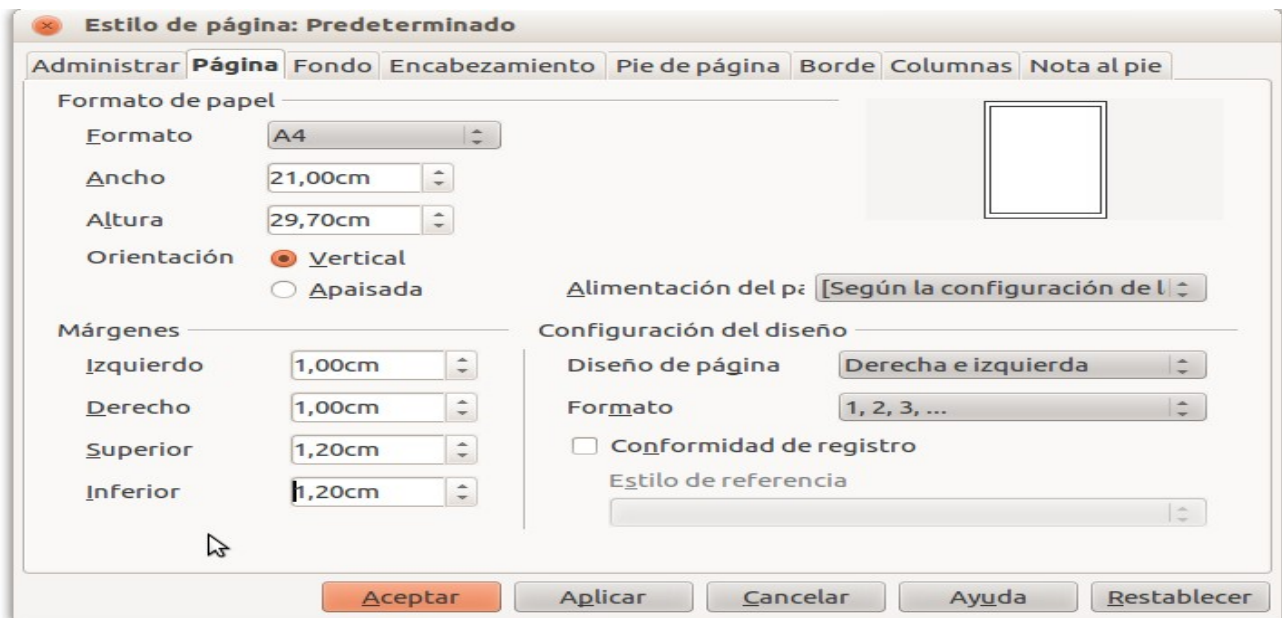 Estilo de página: Predeterminado
Administrar Página Fondo Encabezamiento Pie de página Borde Columnas Nota al pie
Formato de papel
Formato A4
Ancho 21,00cm
Altura 29,70cm
Orientación Vertical
Apaisada
Alimentación del pa [Según la configuración de l
Márgenes
Izquierdo 1,00cm
Derecho 1,00cm
Superior 1,20cm
Inferior 1,20cm
Configuración del diseño
Diseño de página Derecha e izquierda
Formato 1, 2, 3, ...
Conformidad de registro
Estilo de referencia
Aceptar Aplicar Cancelar Ayuda Restablecer